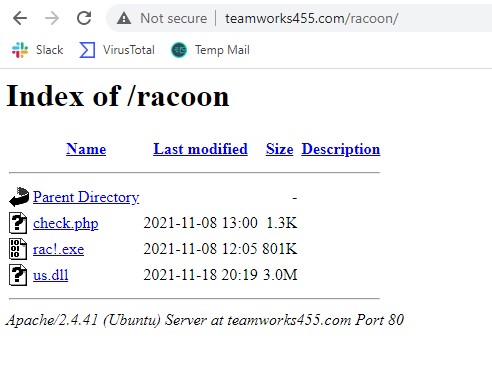 Not secure | teamworks455.com/racoon/
Slack VirusTotal Temp Mail
Index of /racoon
Name Last modified Size Description
Parent Directory -
check.php 2021-11-08 13:00 1.3K
rac!.exe 2021-11-08 12:05 801K
us.dll 2021-11-18 20:19 3.0M
Apache/2.4.41 (Ubuntu) Server at teamworks455.com Port 80